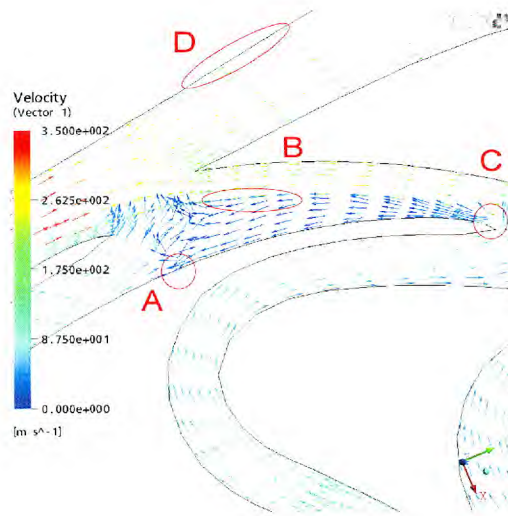 D
Velocity
(Vector 1)
3.500e+002
B
C
2.625e+002
1.750e+002
A
8.750e+001
0.000e+000
[m s^-1]
X